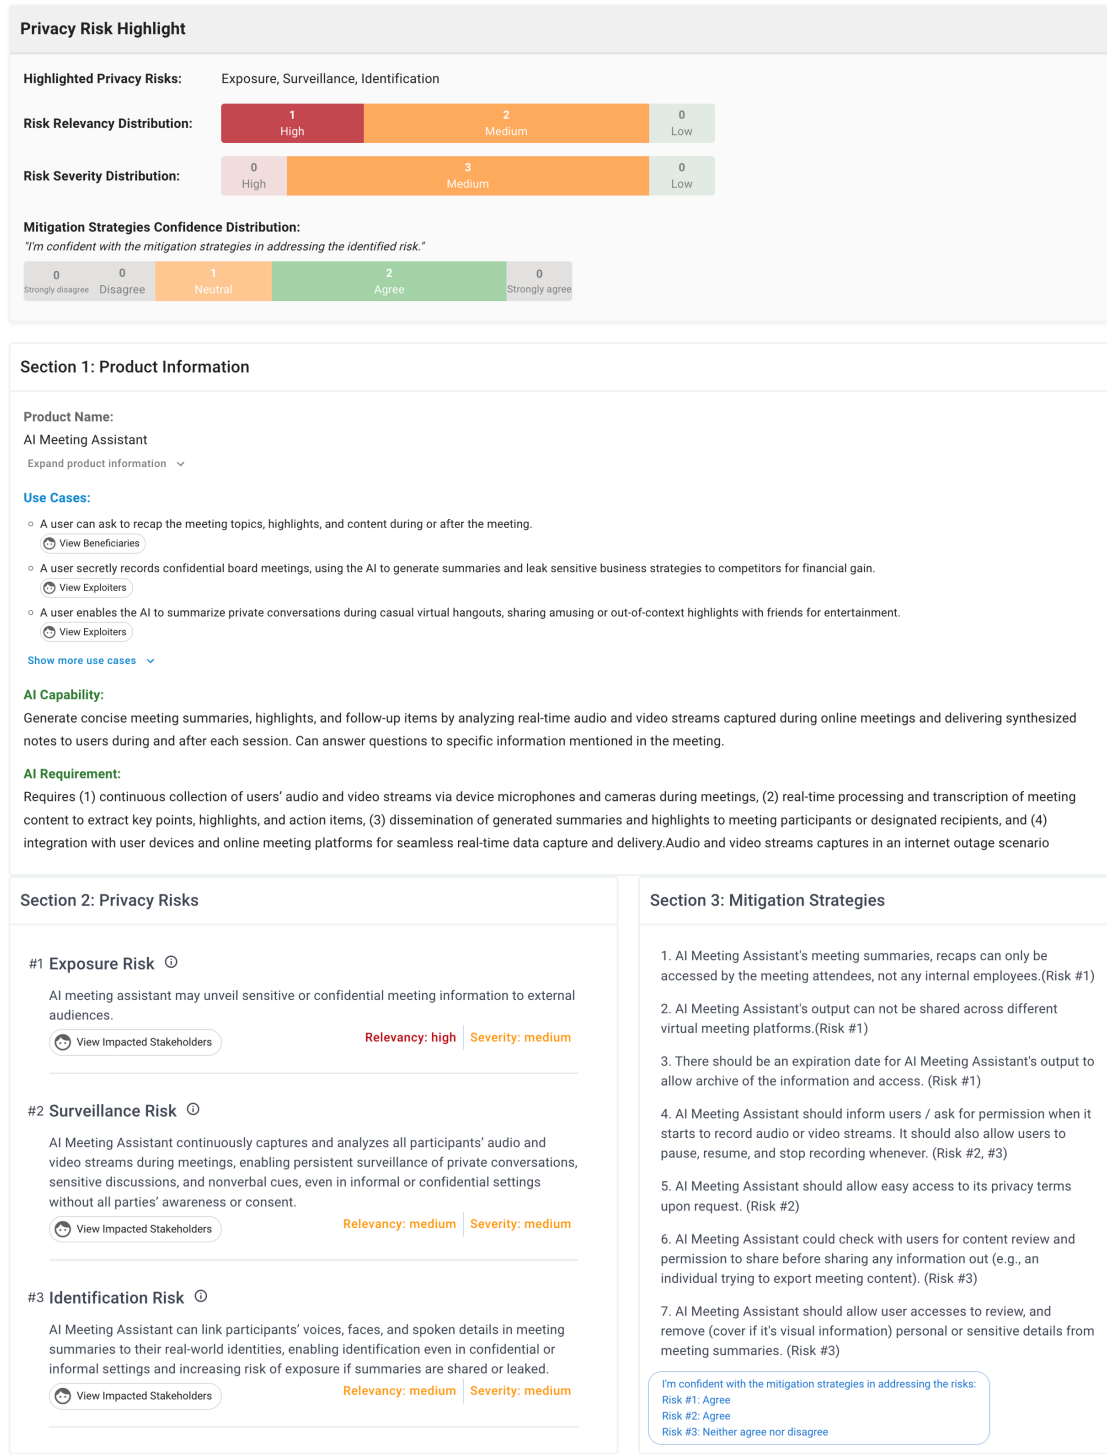 Privacy Risk Highlight
Highlighted Privacy Risks: Exposure, Surveillance, Identification
Risk Relevancy Distribution:
1 2 0
High Medium Low
Risk Severity Distribution:
0 3 0
High Medium Low
Mitigation Strategies Confidence Distribution:
"I'm confident with the mitigation strategies in addressing the identified risk."
0 0 1 2 0
Strongly disagree Disagree Neutral Agree Strongly agree
Section 1: Product Information
Product Name:
AI Meeting Assistant
Expand product information
Use Cases:
A user can ask to recap the meeting topics, highlights, and content during or after the meeting.
View Beneficiaries
A user secretly records confidential board meetings, using the AI to generate summaries and leak sensitive business strategies to competitors for financial gain.
View Exploiters
A user enables the AI to summarize private conversations during casual virtual hangouts, sharing amusing or out-of-context highlights with friends for entertainment.
View Exploiters
Show more use cases
AI Capability:
Generate concise meeting summaries, highlights, and follow-up items by analyzing real-time audio and video streams captured during online meetings and delivering synthesized
notes to users during and after each session. Can answer questions to specific information mentioned in the meeting.
AI Requirement:
Requires (1) continuous collection of users' audio and video streams via device microphones and cameras during meetings, (2) real-time processing and transcription of meeting
content to extract key points, highlights, and action items, (3) dissemination of generated summaries and highlights to meeting participants or designated recipients, and (4)
integration with user devices and online meeting platforms for seamless real-time data capture and delivery.Audio and video streams captures in an internet outage scenario
Section 2: Privacy Risks
#1 Exposure Risk
AI meeting assistant may unveil sensitive or confidential meeting information to external
audiences.
View Impacted Stakeholders
Relevancy: high Severity: medium
#2 Surveillance Risk
AI Meeting Assistant continuously captures and analyzes all participants' audio and
video streams during meetings, enabling persistent surveillance of private conversations,
sensitive discussions, and nonverbal cues, even in informal or confidential settings
without all parties' awareness or consent.
View Impacted Stakeholders
Relevancy: medium Severity: medium
#3 Identification Risk
AI Meeting Assistant can link participants' voices, faces, and spoken details in meeting
summaries to their real-world identities, enabling identification even in confidential or
informal settings and increasing risk of exposure if summaries are shared or leaked.
View Impacted Stakeholders
Relevancy: medium Severity: medium
Section 3: Mitigation Strategies
1. AI Meeting Assistant's meeting summaries, recaps can only be
accessed by the meeting attendees, not any internal employees.(Risk #1)
2. AI Meeting Assistant's output can not be shared across different
virtual meeting platforms.(Risk #1)
3. There should be an expiration date for AI Meeting Assistant's output to
allow archive of the information and access. (Risk #1)
4. AI Meeting Assistant should inform users / ask for permission when it
starts to record audio or video streams. It should also allow users to
pause, resume, and stop recording whenever. (Risk #2, #3)
5. AI Meeting Assistant should allow easy access to its privacy terms
upon request. (Risk #2)
6. AI Meeting Assistant could check with users for content review and
permission to share before sharing any information out (e.g., an
individual trying to export meeting content). (Risk #3)
7. AI Meeting Assistant should allow user accesses to review, and
remove (cover if it's visual information) personal or sensitive details from
meeting summaries. (Risk #3)
I'm confident with the mitigation strategies in addressing the risks:
Risk #1: Agree
Risk #2: Agree
Risk #3: Neither agree nor disagree